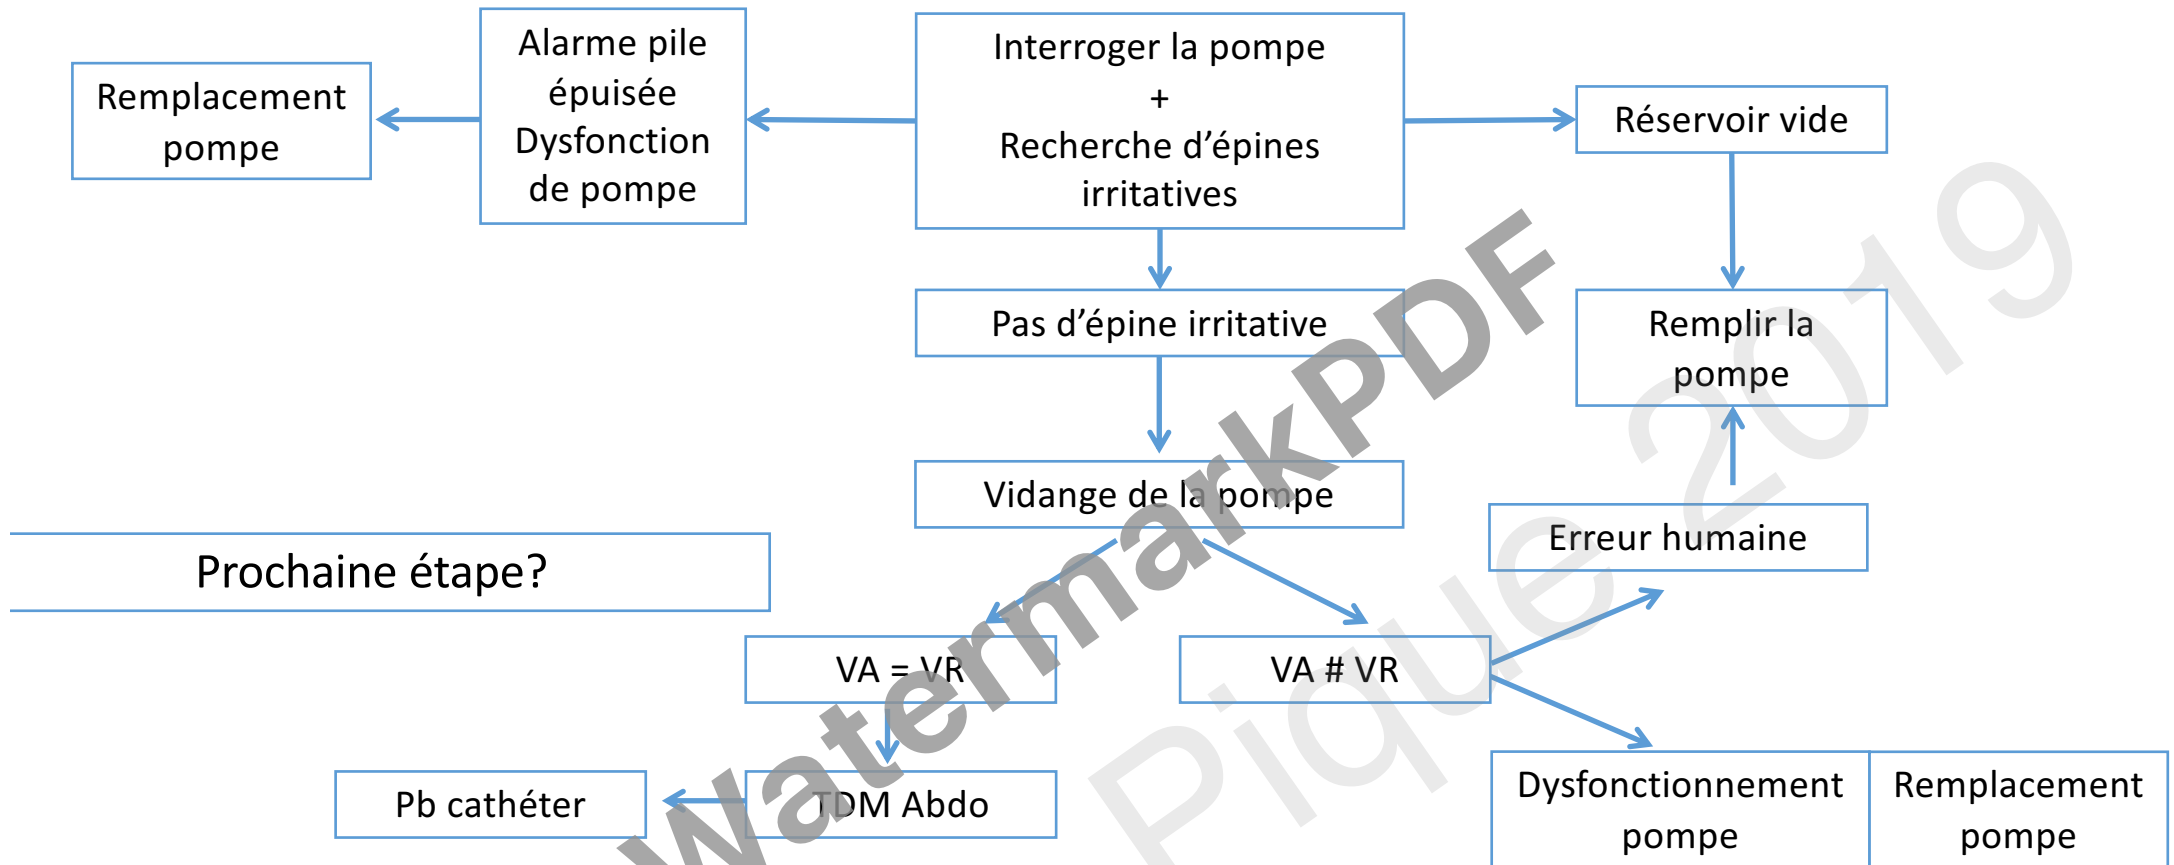 Remplacement
pompe
Alarme pile
épuisée
Dysfonction
de pompe
Interroger la pompe
+
Recherche d'épines
irritatives
Réservoir vide
Pas d'épine irritative
Remplir la
pompe
Vidange de la pompe
Erreur humaine
Prochaine étape?
VA = VR
VA # VR
Pb cathéter
TDM Abdo
Dysfonctionnement
pompe
Remplacement
pompe
WatermarkPDF
Pique 2019